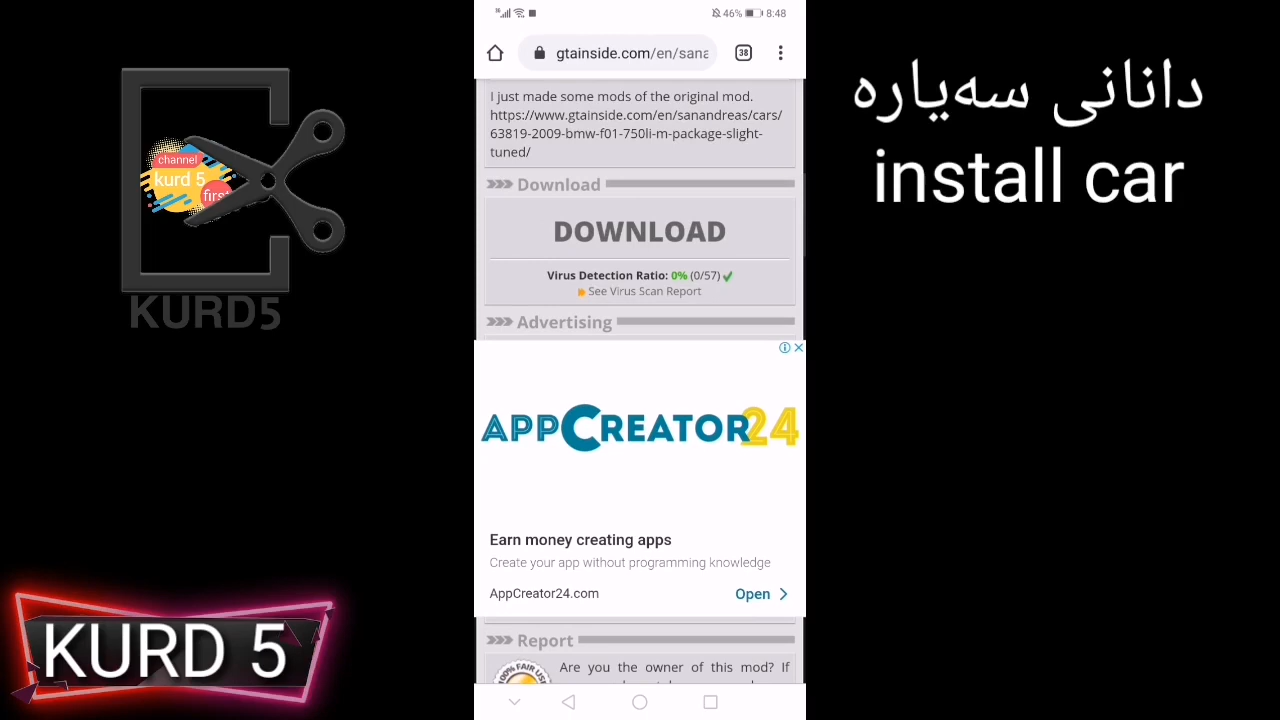 channel
kurd 5
first
KURD5
KURD 5
46% 8:48
gtainside.com/en/sana
38
I just made some mods of the original mod.
https://www.gtainside.com/en/sanandreas/cars/
63819-2009-bmw-f01-750li-m-package-slight-
tuned/
Download
DOWNLOAD
Virus Detection Ratio: 0% (0/57)
See Virus Scan Report
Advertising
APPCREATOR24
Earn money creating apps
Create your app without programming knowledge
AppCreator24.com
Open
Report
100% FAIR USE
Are you the owner of this mod? If
دانانی سەیارە
install car